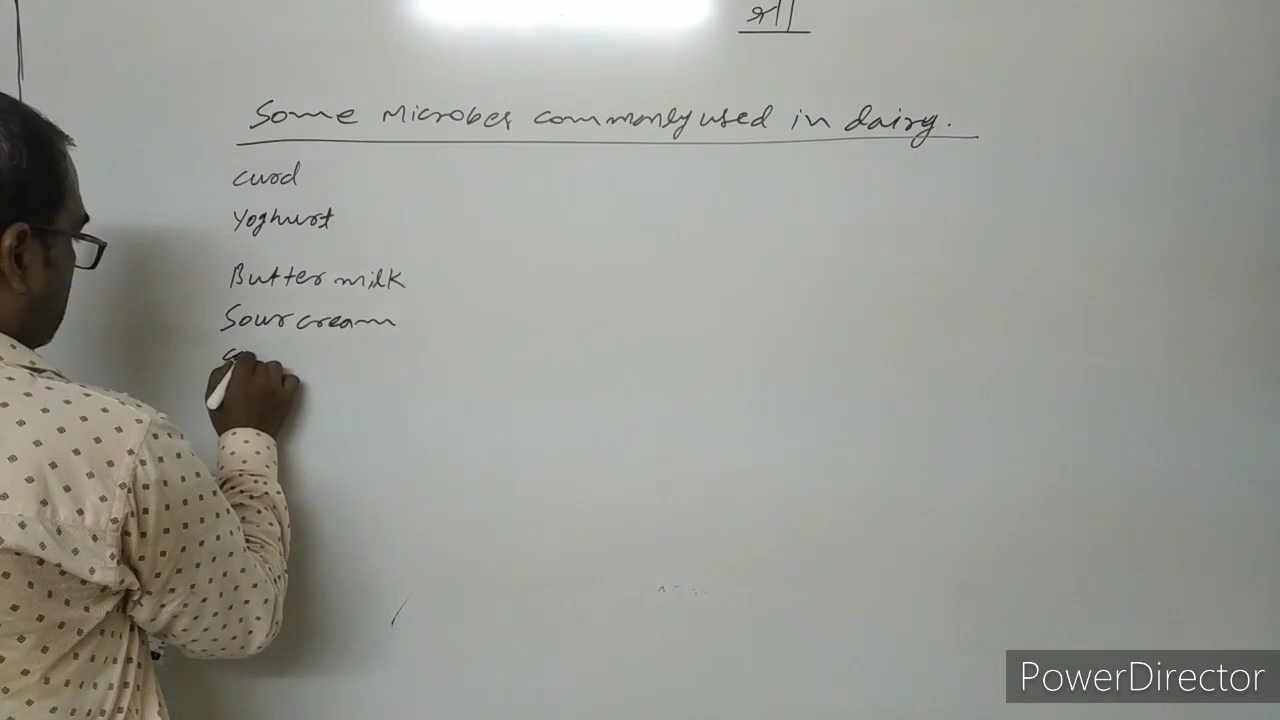 श्री
Some Microbes commonly used in dairy.
curd
Yoghurt
Butter milk
Sour cream
C
PowerDirector